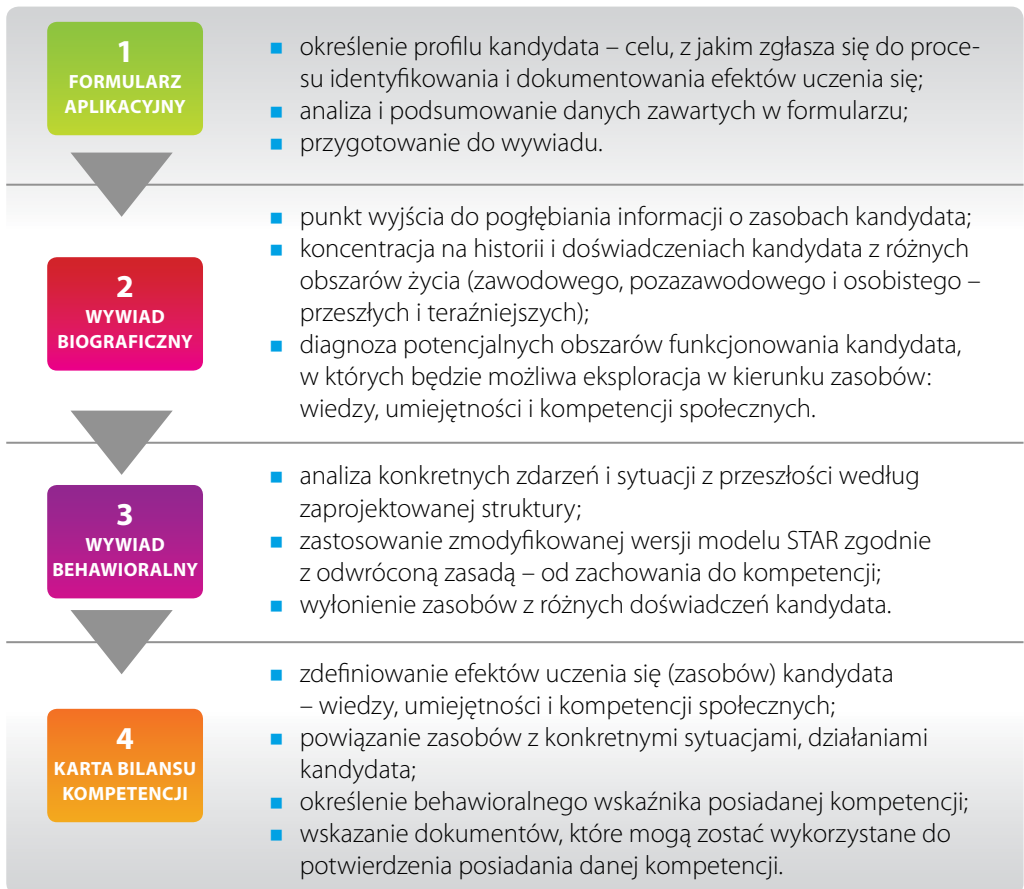 1
FORMULARZ
APLIKACYJNY
■ określenie profilu kandydata – celu, z jakim zgłasza się do proce-
su identyfikowania i dokumentowania efektów uczenia się;
■ analiza i podsumowanie danych zawartych w formularzu;
■ przygotowanie do wywiadu.
2
WYWIAD
BIOGRAFICZNY
■ punkt wyjścia do pogłębiania informacji o zasobach kandydata;
■ koncentracja na historii i doświadczeniach kandydata z różnych
obszarów życia (zawodowego, pozazawodowego i osobistego –
przeszłych i teraźniejszych);
■ diagnoza potencjalnych obszarów funkcjonowania kandydata,
w których będzie możliwa eksploracja w kierunku zasobów:
wiedzy, umiejętności i kompetencji społecznych.
3
WYWIAD
BEHAWIORALNY
■ analiza konkretnych zdarzeń i sytuacji z przeszłości według
zaprojektowanej struktury;
■ zastosowanie zmodyfikowanej wersji modelu STAR zgodnie
z odwróconą zasadą – od zachowania do kompetencji;
■ wyłonienie zasobów z różnych doświadczeń kandydata.
4
KARTA BILANSU
KOMPETENCJI
■ zdefiniowanie efektów uczenia się (zasobów) kandydata
– wiedzy, umiejętności i kompetencji społecznych;
■ powiązanie zasobów z konkretnymi sytuacjami, działaniami
kandydata;
■ określenie behawioralnego wskaźnika posiadanej kompetencji;
■ wskazanie dokumentów, które mogą zostać wykorzystane do
potwierdzenia posiadania danej kompetencji.